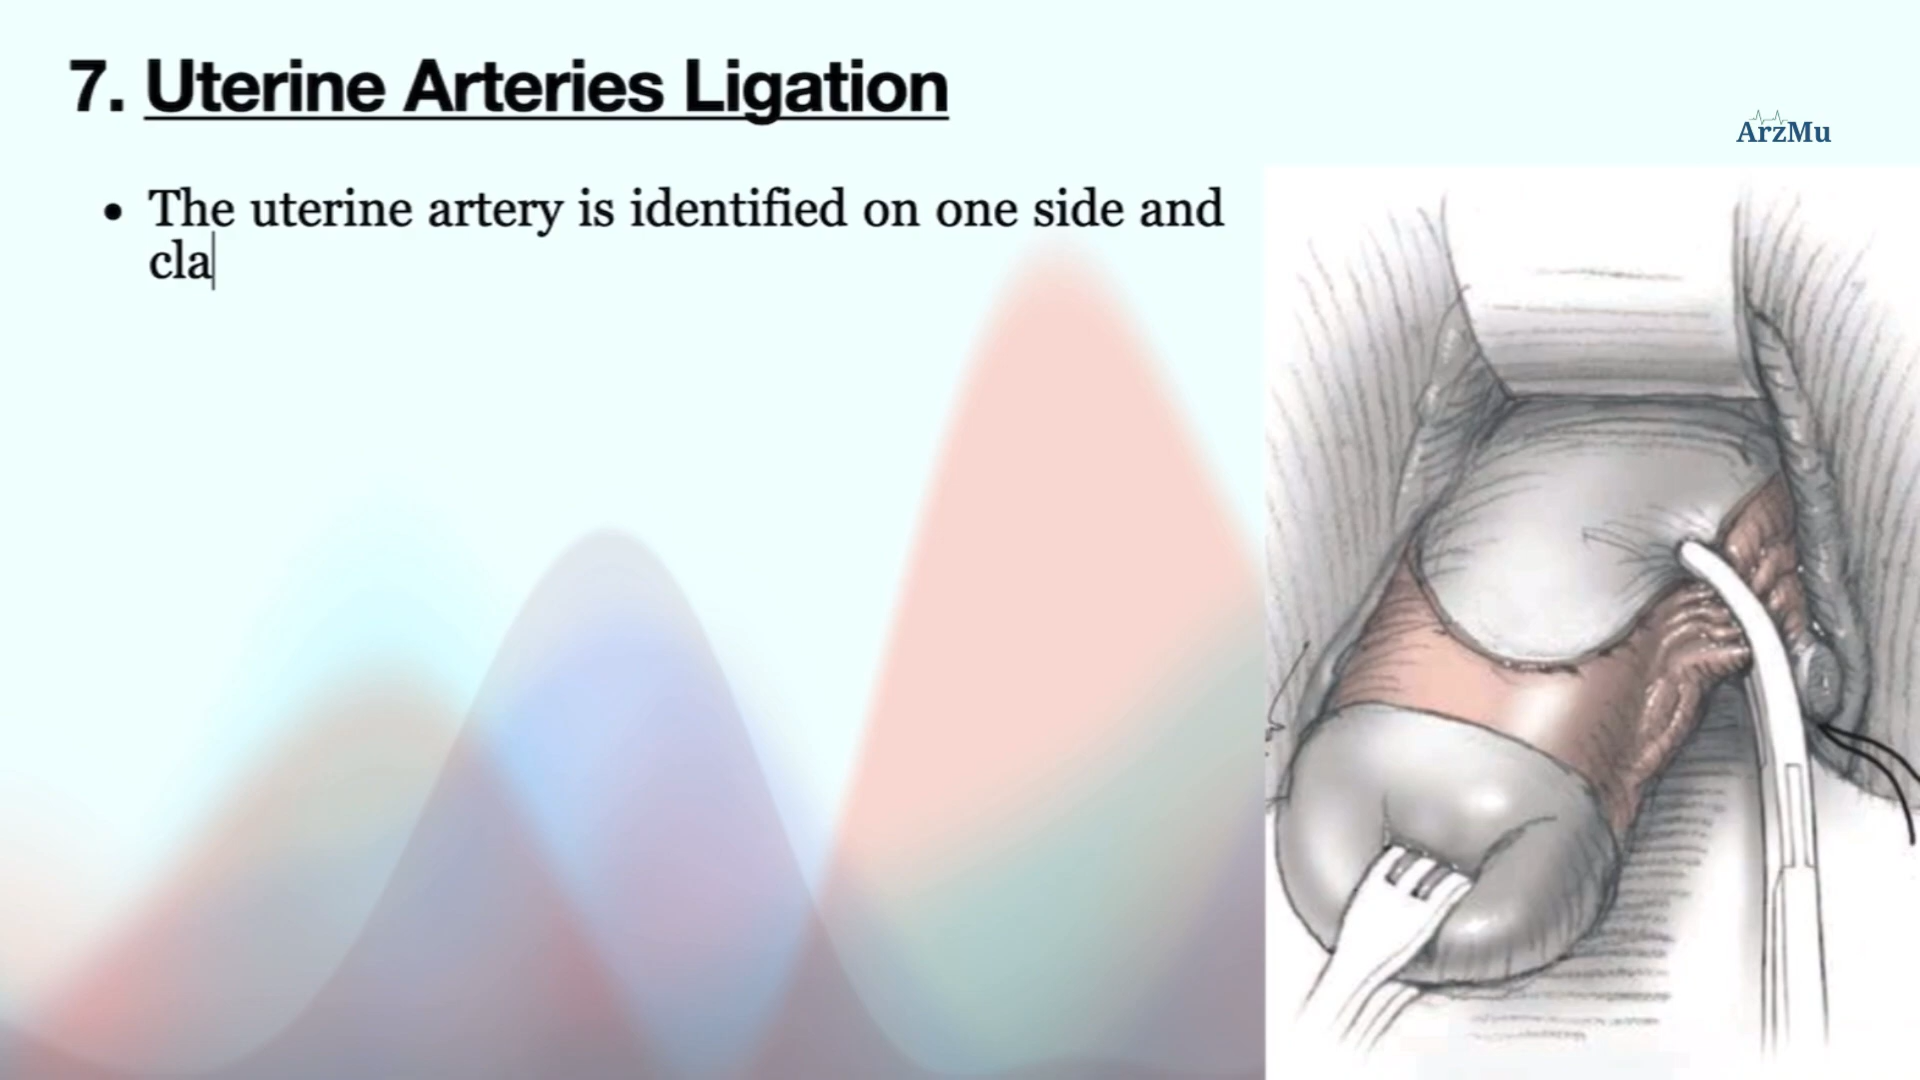 7. Uterine Arteries Ligation
ArzMu
• The uterine artery is identified on one side and
cla